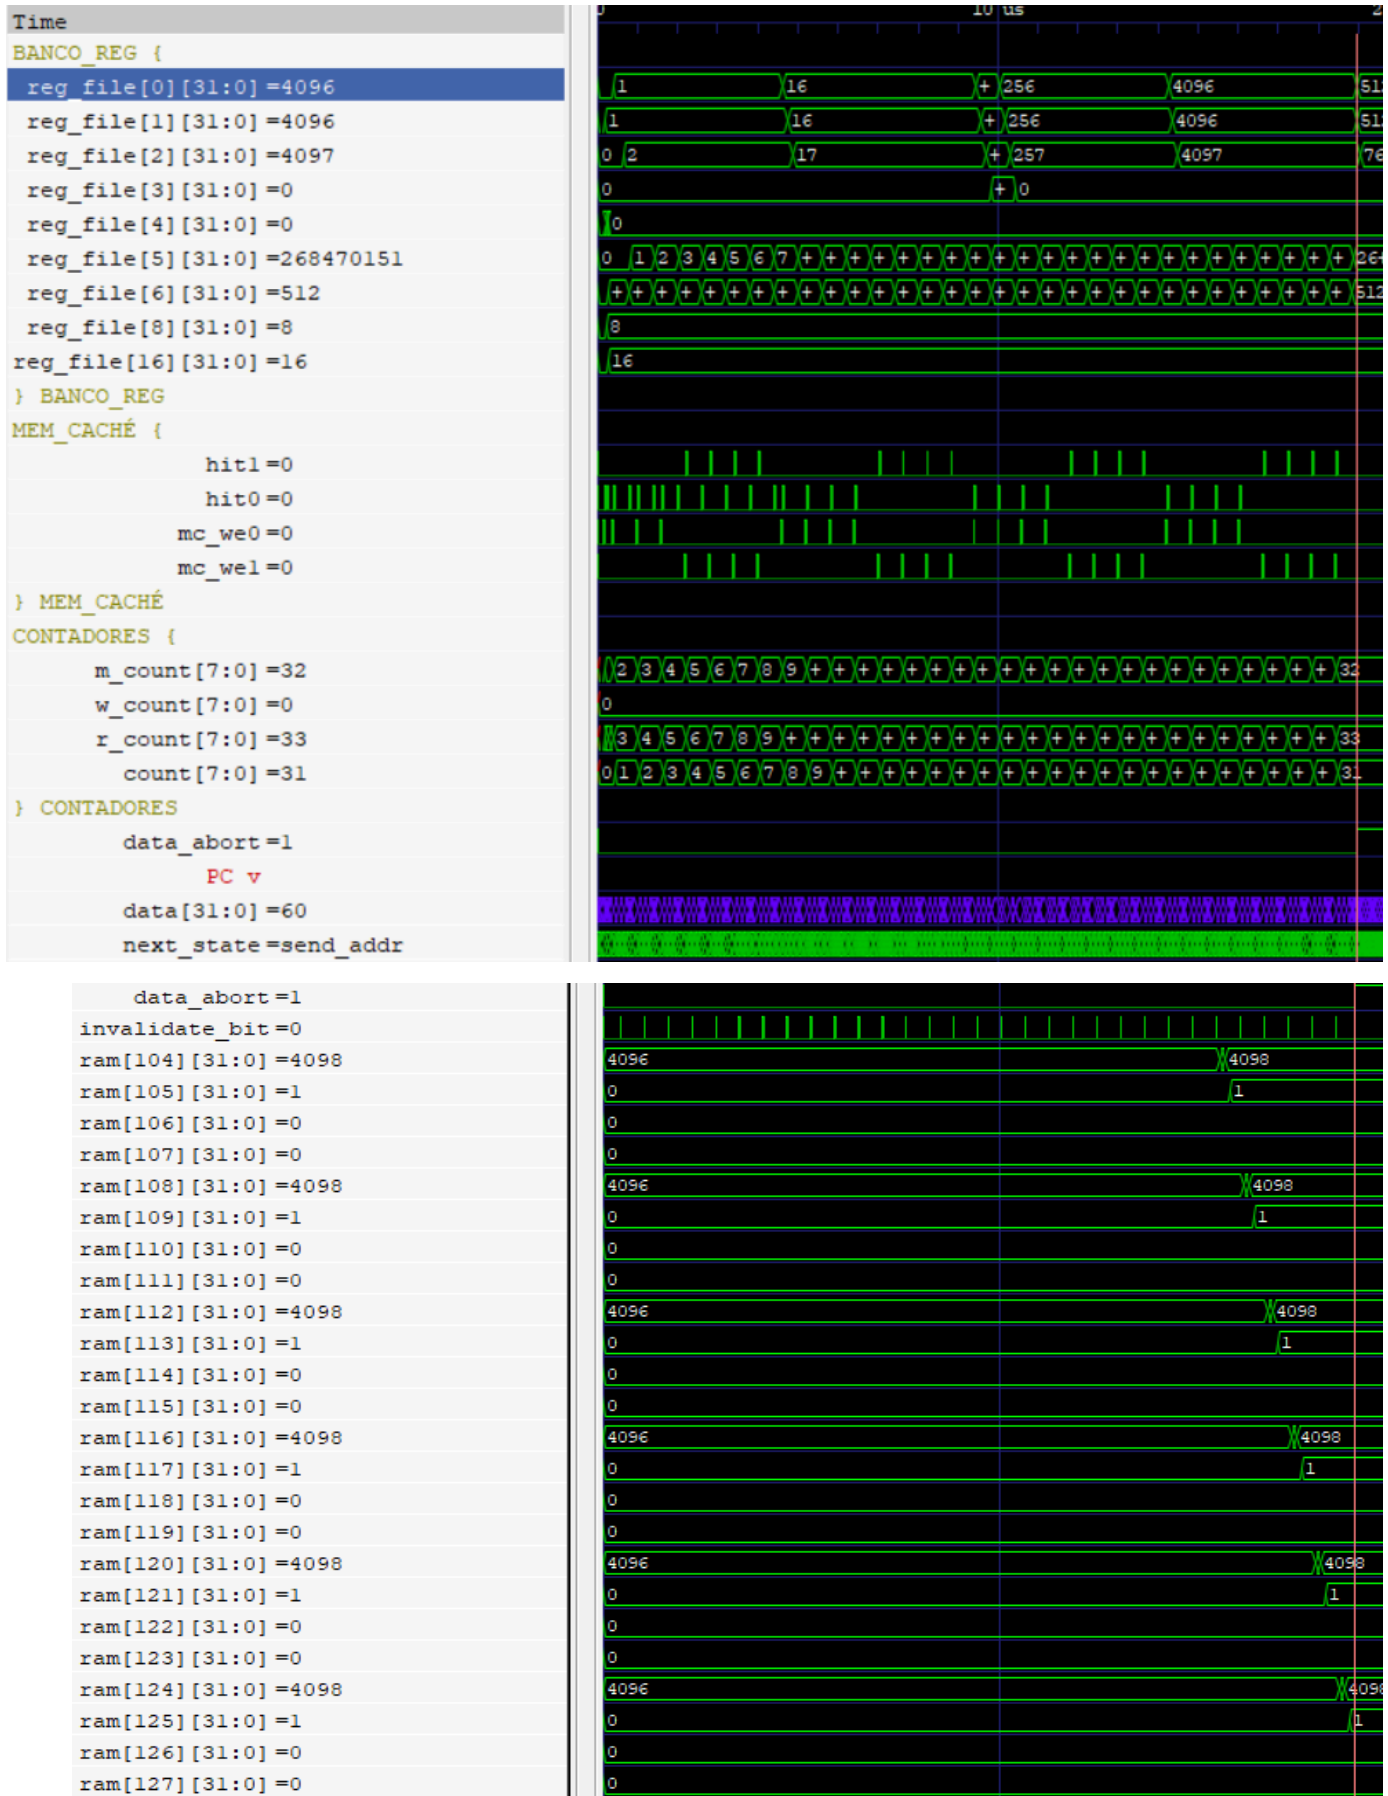 Time 10 us 2
BANCO_REG {
reg_file[0][31:0] =4096 1 16 + 256 4096 51
reg_file[1][31:0] =4096 1 16 + 256 4096 51
reg_file[2][31:0] =4097 0 2 17 + 257 4097 76
reg_file[3][31:0] =0 0 + 0
reg_file[4][31:0] =0 0
reg_file[5][31:0] =268470151 0 1 2 3 4 5 6 7 + + + + + + + + + + + + + + + + + + + + + + + 26+
reg_file[6][31:0] =512 + + + + + + + + + + + + + + + + + + + + + + + + + + + + + + + 512
reg_file[8][31:0] =8 8
reg_file[16][31:0] =16 16
} BANCO_REG
MEM_CACHÉ {
hit1 =0
hit0 =0
mc_we0 =0
mc_we1 =0
} MEM_CACHÉ
CONTADORES {
m_count[7:0] =32 2 3 4 5 6 7 8 9 + + + + + + + + + + + + + + + + + + + + + + 32
w_count[7:0] =0 0
r_count[7:0] =33 3 4 5 6 7 8 9 + + + + + + + + + + + + + + + + + + + + + + + 33
count[7:0] =31 0 1 2 3 4 5 6 7 8 9 + + + + + + + + + + + + + + + + + + + + + 31
} CONTADORES
data_abort =1
PC v
data[31:0] =60
next_state =send_addr
data_abort =1
invalidate_bit =0
ram[104][31:0] =4098 4096 4098
ram[105][31:0] =1 0 1
ram[106][31:0] =0 0
ram[107][31:0] =0 0
ram[108][31:0] =4098 4096 4098
ram[109][31:0] =1 0 1
ram[110][31:0] =0 0
ram[111][31:0] =0 0
ram[112][31:0] =4098 4096 4098
ram[113][31:0] =1 0 1
ram[114][31:0] =0 0
ram[115][31:0] =0 0
ram[116][31:0] =4098 4096 4098
ram[117][31:0] =1 0 1
ram[118][31:0] =0 0
ram[119][31:0] =0 0
ram[120][31:0] =4098 4096 4098
ram[121][31:0] =1 0 1
ram[122][31:0] =0 0
ram[123][31:0] =0 0
ram[124][31:0] =4098 4096 409
ram[125][31:0] =1 0 1
ram[126][31:0] =0 0
ram[127][31:0] =0 0